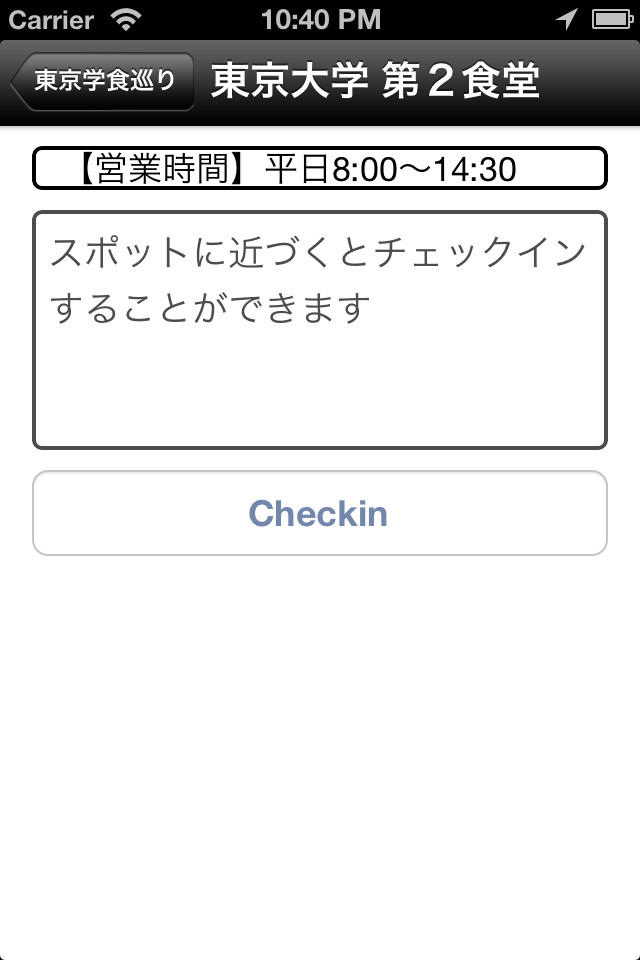 Carrier 10:40 PM
東京学食巡り 東京大学 第２食堂
【営業時間】平日8:00〜14:30
スポットに近づくとチェックイン
することができます
Checkin